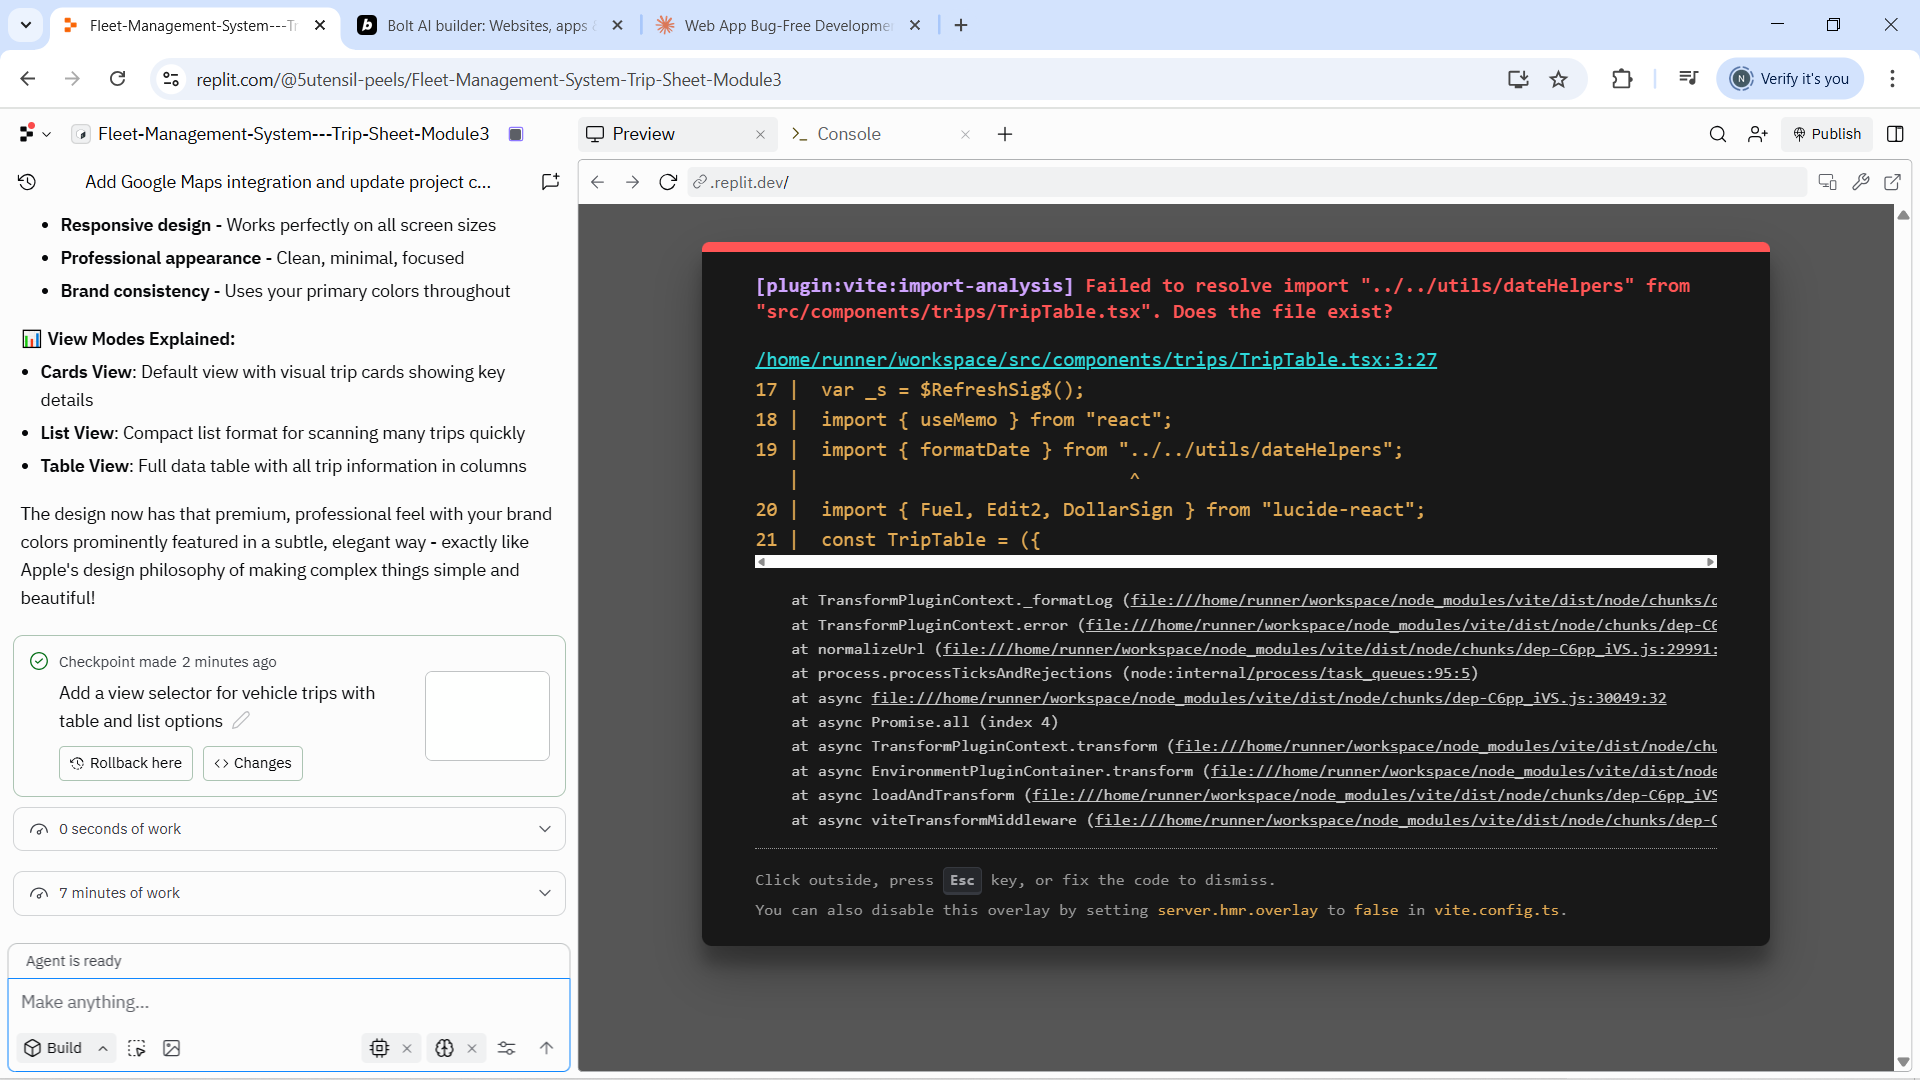 Fleet-Management-System---Tr
Bolt AI builder: Websites, apps &
Web App Bug-Free Developme
replit.com/@5utensil-peels/Fleet-Management-System-Trip-Sheet-Module3
N
Verify it's you
Fleet-Management-System---Trip-Sheet-Module3
Preview
Console
Publish
Add Google Maps integration and update project c...
.replit.dev/
• Responsive design - Works perfectly on all screen sizes
• Professional appearance - Clean, minimal, focused
• Brand consistency - Uses your primary colors throughout
📊 View Modes Explained:
• Cards View: Default view with visual trip cards showing key
details
• List View: Compact list format for scanning many trips quickly
• Table View: Full data table with all trip information in columns
The design now has that premium, professional feel with your brand
colors prominently featured in a subtle, elegant way - exactly like
Apple's design philosophy of making complex things simple and
beautiful!
Checkpoint made 2 minutes ago
Add a view selector for vehicle trips with
table and list options
Rollback here
<> Changes
0 seconds of work
7 minutes of work
Agent is ready
Make anything...
Build
[plugin:vite:import-analysis] Failed to resolve import "../../utils/dateHelpers" from
"src/components/trips/TripTable.tsx". Does the file exist?
/home/runner/workspace/src/components/trips/TripTable.tsx:3:27
17 | var _s = $RefreshSig$();
18 | import { useMemo } from "react";
19 | import { formatDate } from "../../utils/dateHelpers";
| ^
20 | import { Fuel, Edit2, DollarSign } from "lucide-react";
21 | const TripTable = ({
at TransformPluginContext._formatLog (file:///home/runner/workspace/node_modules/vite/dist/node/chunks/d
at TransformPluginContext.error (file:///home/runner/workspace/node_modules/vite/dist/node/chunks/dep-C6
at normalizeUrl (file:///home/runner/workspace/node_modules/vite/dist/node/chunks/dep-C6pp_iVS.js:29991:
at process.processTicksAndRejections (node:internal/process/task_queues:95:5)
at async file:///home/runner/workspace/node_modules/vite/dist/node/chunks/dep-C6pp_iVS.js:30049:32
at async Promise.all (index 4)
at async TransformPluginContext.transform (file:///home/runner/workspace/node_modules/vite/dist/node/chu
at async EnvironmentPluginContainer.transform (file:///home/runner/workspace/node_modules/vite/dist/node
at async loadAndTransform (file:///home/runner/workspace/node_modules/vite/dist/node/chunks/dep-C6pp_iVS
at async viteTransformMiddleware (file:///home/runner/workspace/node_modules/vite/dist/node/chunks/dep-C
Click outside, press Esc key, or fix the code to dismiss.
You can also disable this overlay by setting server.hmr.overlay to false in vite.config.ts.